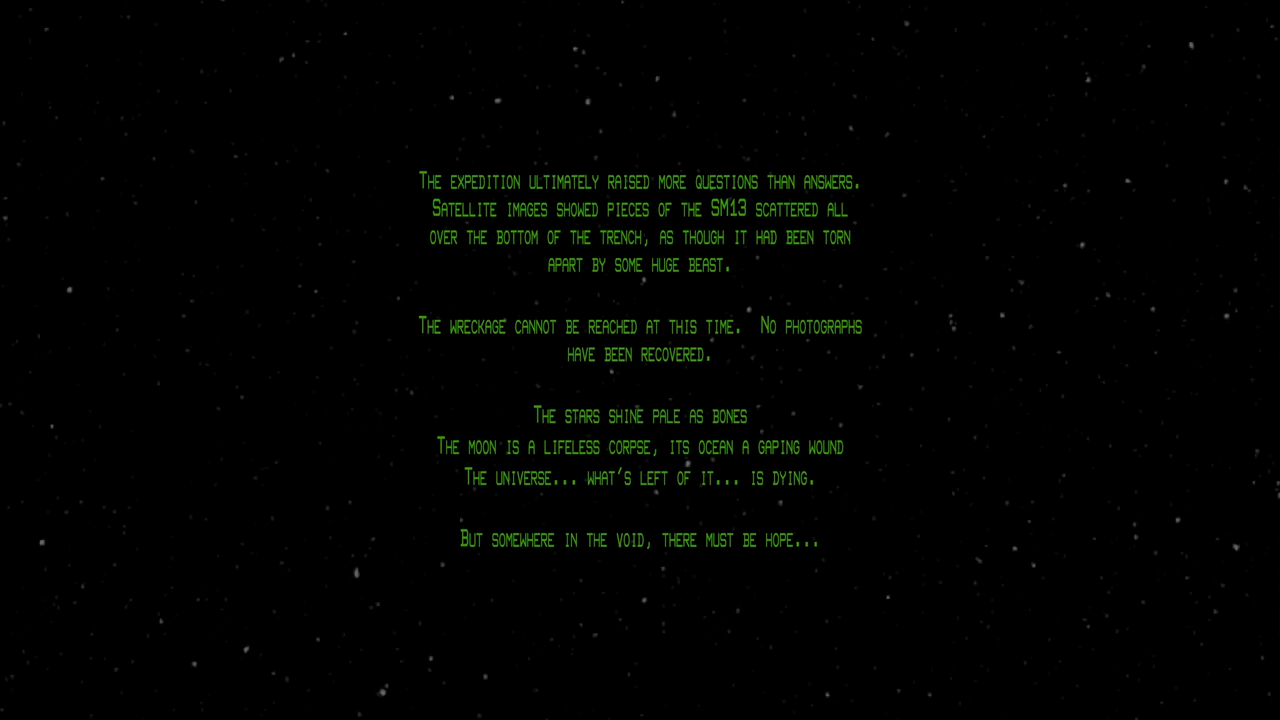 The expedition ultimately raised more questions than answers.
Satellite images showed pieces of the SM13 scattered all
over the bottom of the trench, as though it had been torn
apart by some huge beast.
The wreckage cannot be reached at this time.  No photographs
have been recovered.
The stars shine pale as bones
The moon is a lifeless corpse, its ocean a gaping wound
The universe... what's left of it... is dying.
But somewhere in the void, there must be hope...